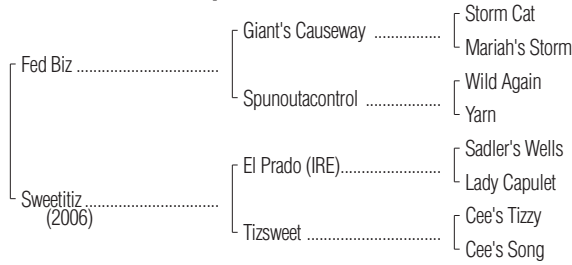 Storm Cat
Giant's Causeway .................
Mariah's Storm
Fed Biz ....................................
Wild Again
Spunoutacontrol ...................
Yarn
Sadler's Wells
El Prado (IRE)..........................
Lady Capulet
Sweetitiz ..................................
(2006)
Cee's Tizzy
Tizsweet ..................................
Cee's Song